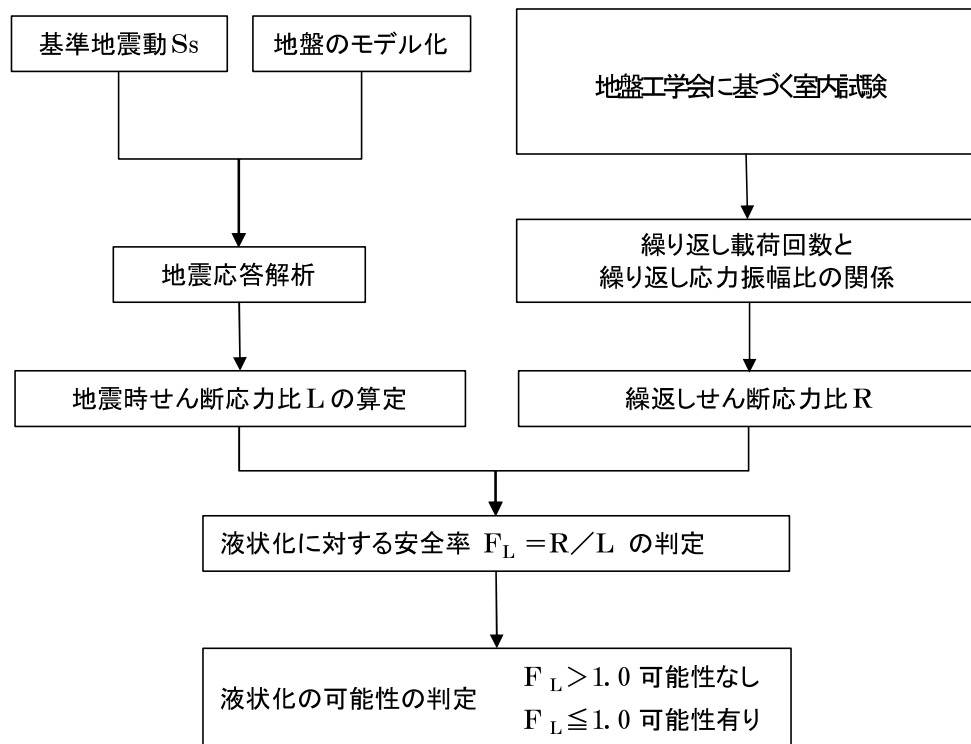 基準地震動Ss
地盤のモデル化
地盤工学会に基づく室内試験
繰り返し載荷回数と
繰り返し応力振幅比の関係
地震応答解析
地震時せん断応力比Lの算定
繰返しせん断応力比R
液状化に対する安全率 FL＝R／L の判定
液状化の可能性の判定
FL＞1.0 可能性なし
FL≦1.0 可能性有り